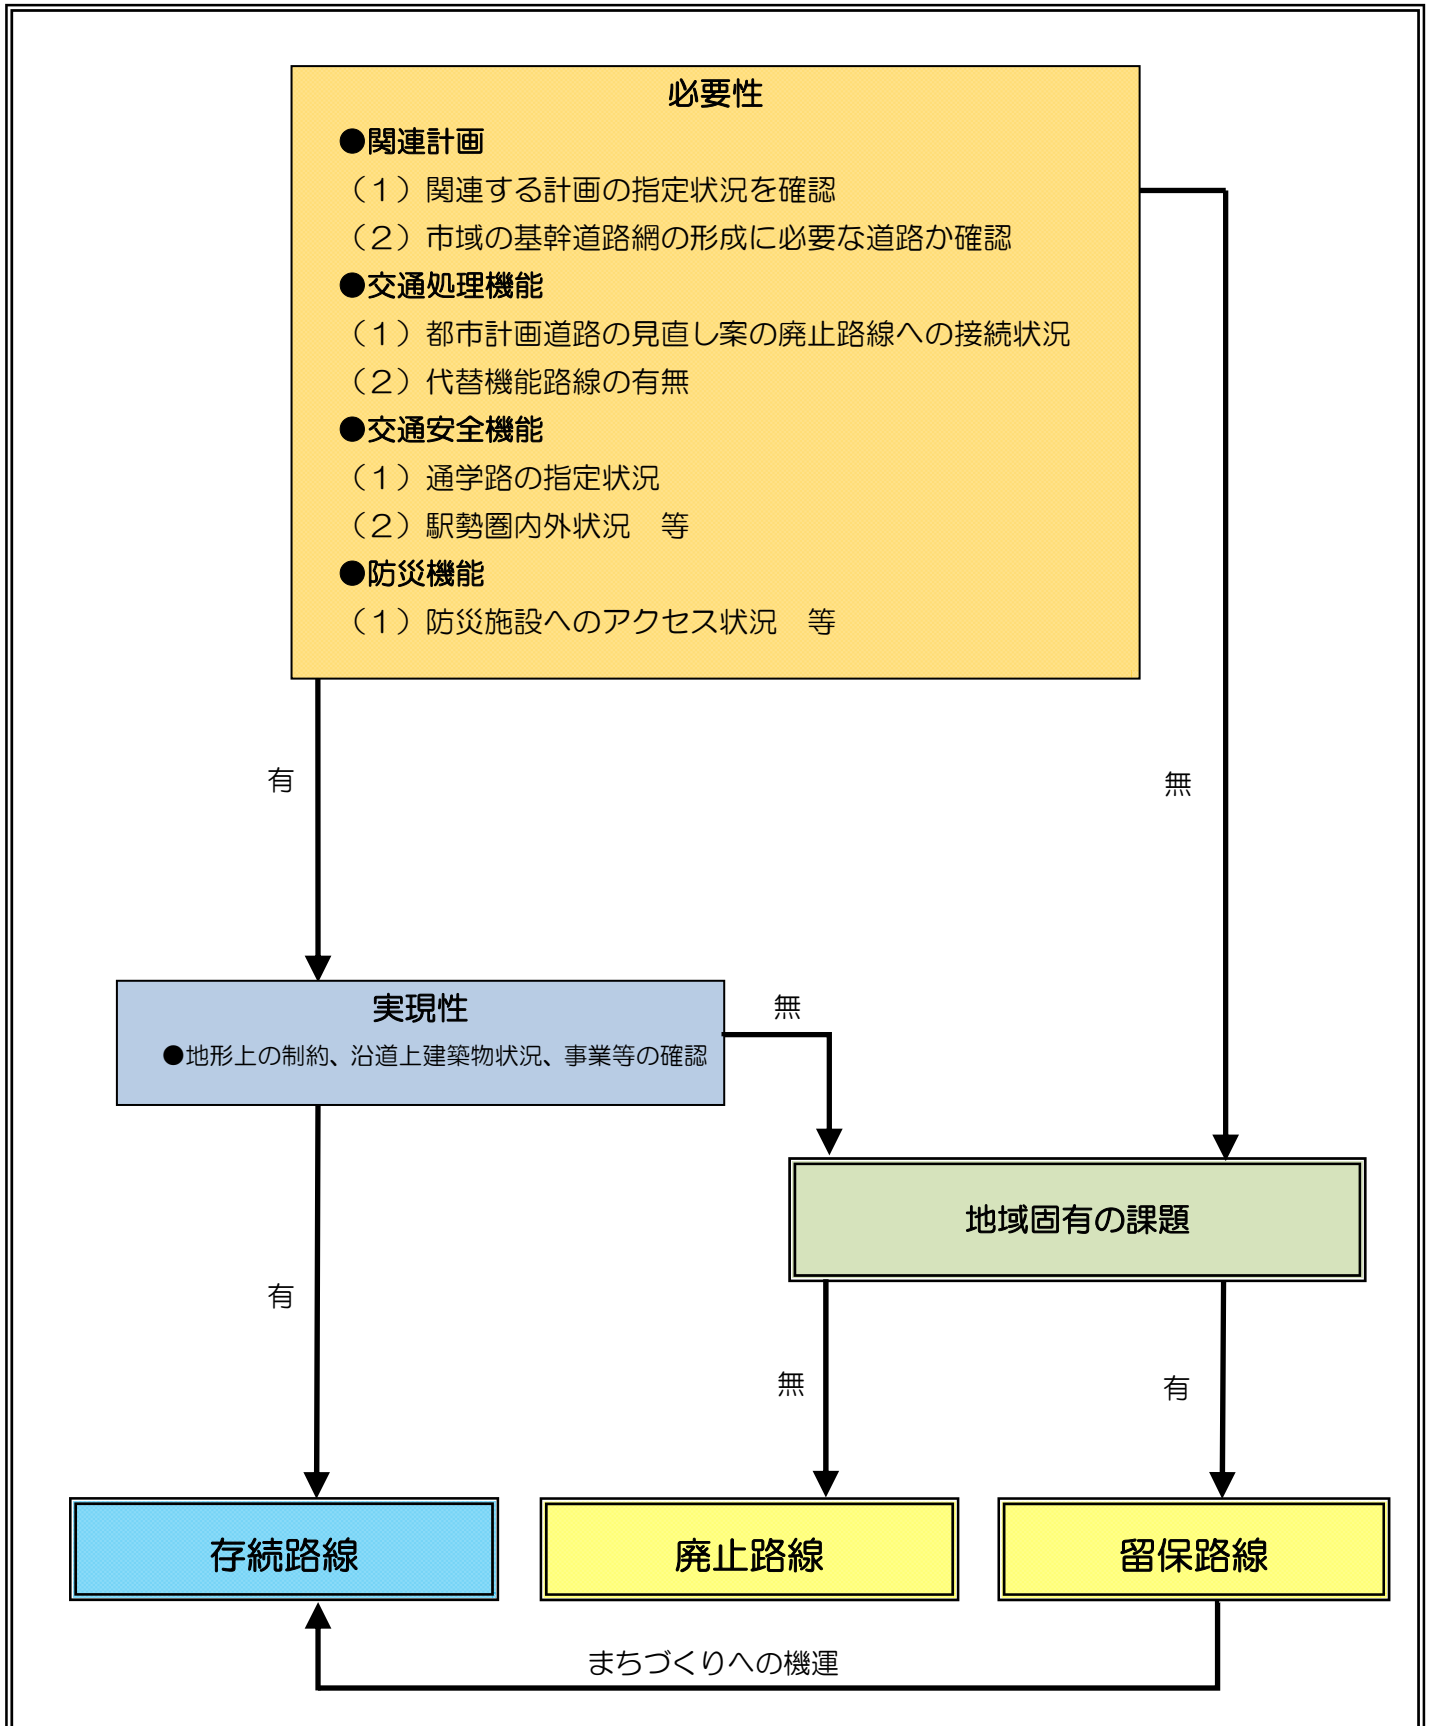 必要性
●関連計画
（１）関連する計画の指定状況を確認
（２）市域の基幹道路網の形成に必要な道路か確認
●交通処理機能
（１）都市計画道路の見直し案の廃止路線への接続状況
（２）代替機能路線の有無
●交通安全機能
（１）通学路の指定状況
（２）駅勢圏内外状況　等
●防災機能
（１）防災施設へのアクセス状況　等
有
無
実現性
●地形上の制約、沿道上建築物状況、事業等の確認
無
地域固有の課題
有
無
有
存続路線
廃止路線
留保路線
まちづくりへの機運